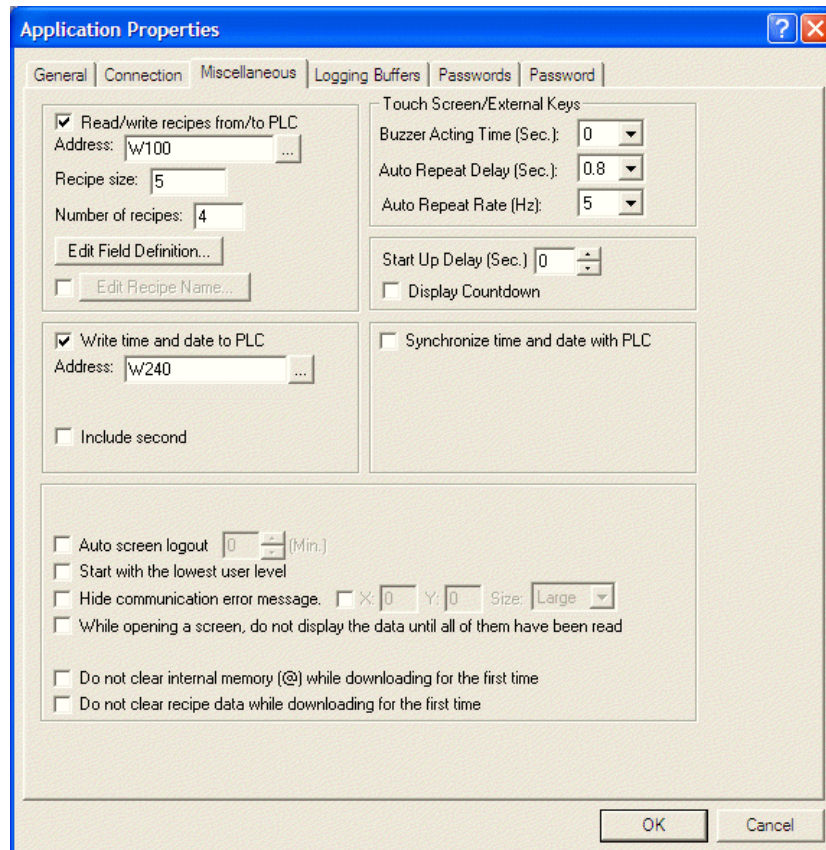 Application Properties
General Connection Miscellaneous Logging Buffers Passwords Password
Read/write recipes from/to PLC
Address: W100 ...
Recipe size: 5
Number of recipes: 4
Edit Field Definition...
Edit Recipe Name...
Touch Screen/External Keys
Buzzer Acting Time (Sec.): 0
Auto Repeat Delay (Sec.): 0.8
Auto Repeat Rate (Hz): 5
Start Up Delay (Sec.) 0
Display Countdown
Write time and date to PLC
Address: W240 ...
Include second
Synchronize time and date with PLC
Auto screen logout 0 (Min.)
Start with the lowest user level
Hide communication error message. X: 0 Y: 0 Size: Large
While opening a screen, do not display the data until all of them have been read
Do not clear internal memory (@) while downloading for the first time
Do not clear recipe data while downloading for the first time
OK Cancel